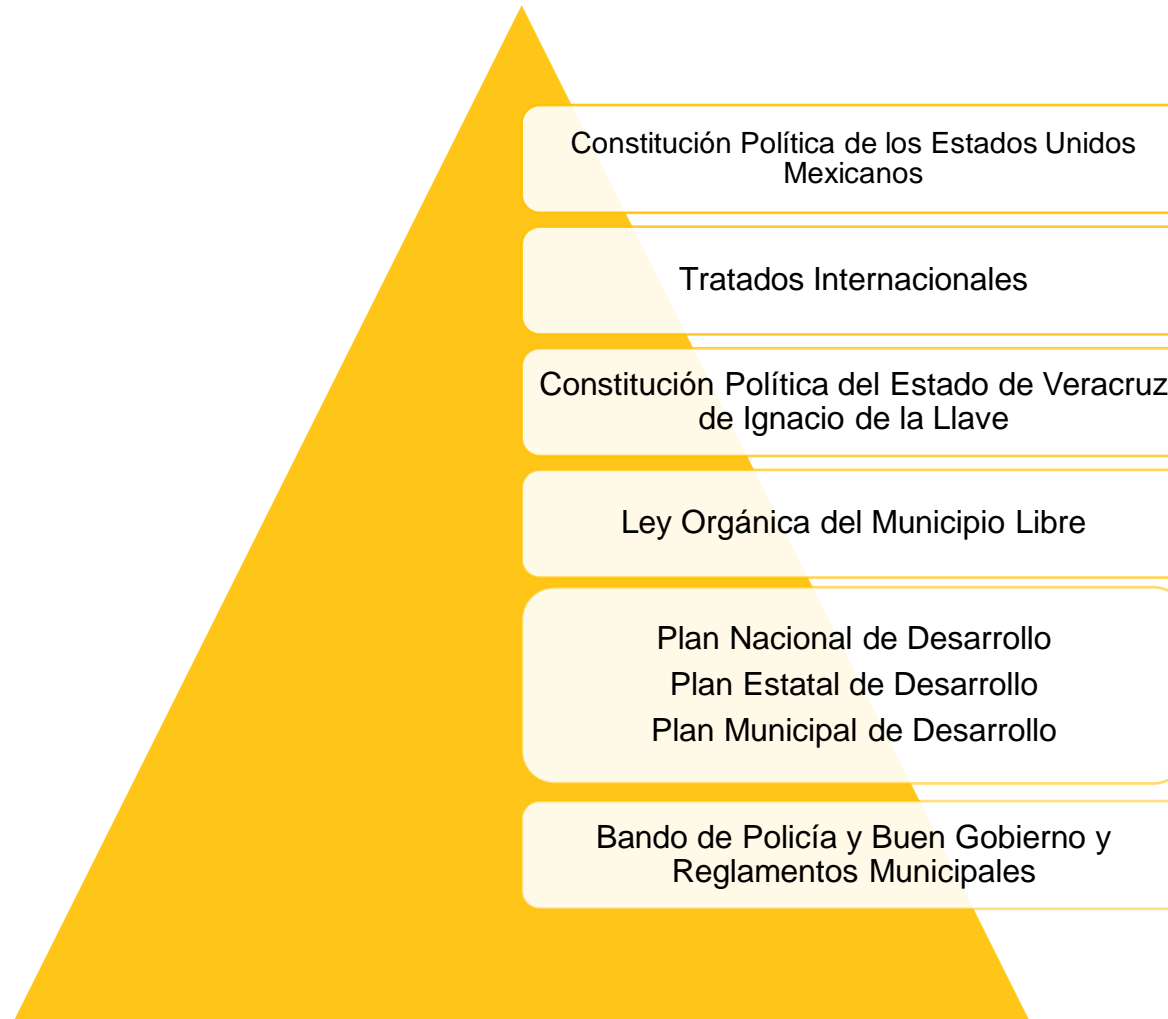 Constitución Política de los Estados Unidos
Mexicanos
Tratados Internacionales
Constitución Política del Estado de Veracruz
de Ignacio de la Llave
Ley Orgánica del Municipio Libre
Plan Nacional de Desarrollo
Plan Estatal de Desarrollo
Plan Municipal de Desarrollo
Bando de Policía y Buen Gobierno y
Reglamentos Municipales